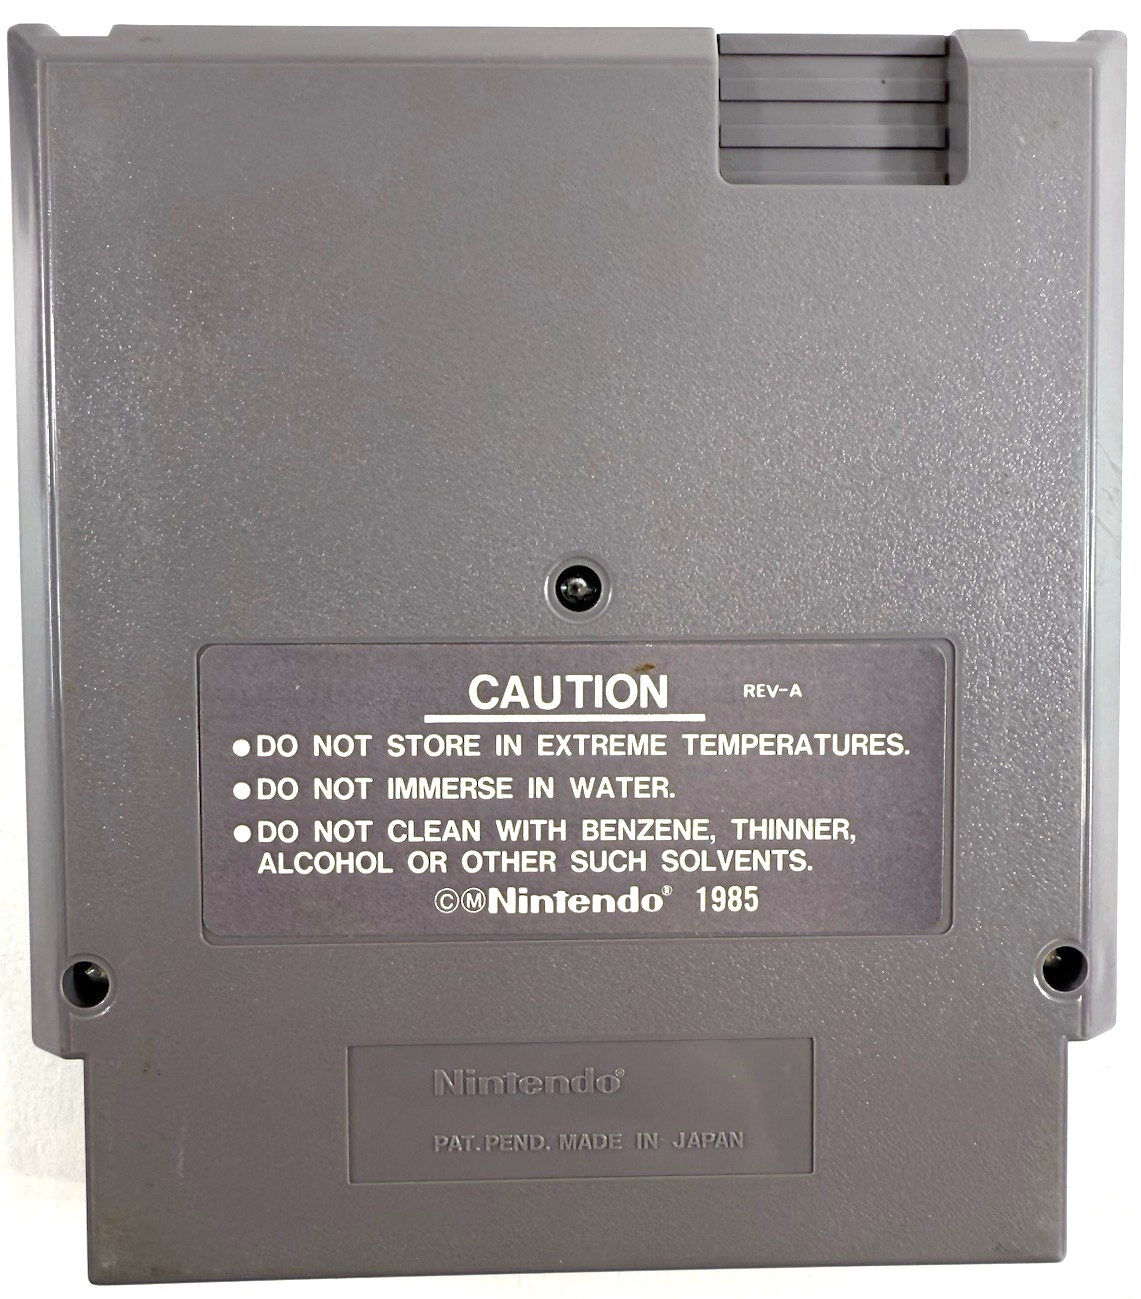 CAUTION REV-A
●DO NOT STORE IN EXTREME TEMPERATURES.
●DO NOT IMMERSE IN WATER.
●DO NOT CLEAN WITH BENZENE, THINNER,
ALCOHOL OR OTHER SUCH SOLVENTS.
©Ⓜ Nintendo® 1985
Nintendo®
PAT. PEND. MADE IN JAPAN